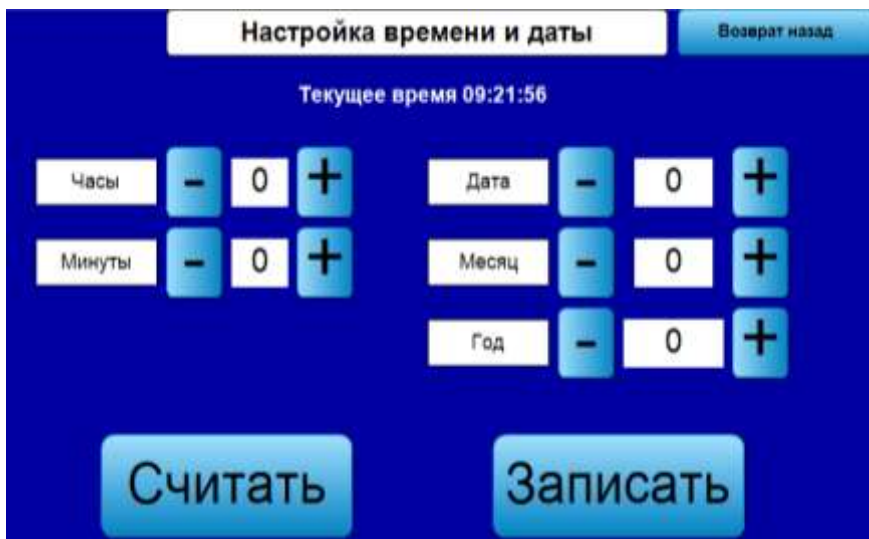 Настройка времени и даты
Возврат назад
Текущее время 09:21:56
Часы - 0 +
Дата - 0 +
Минуты - 0 +
Месяц - 0 +
Год - 0 +
Считать
Записать